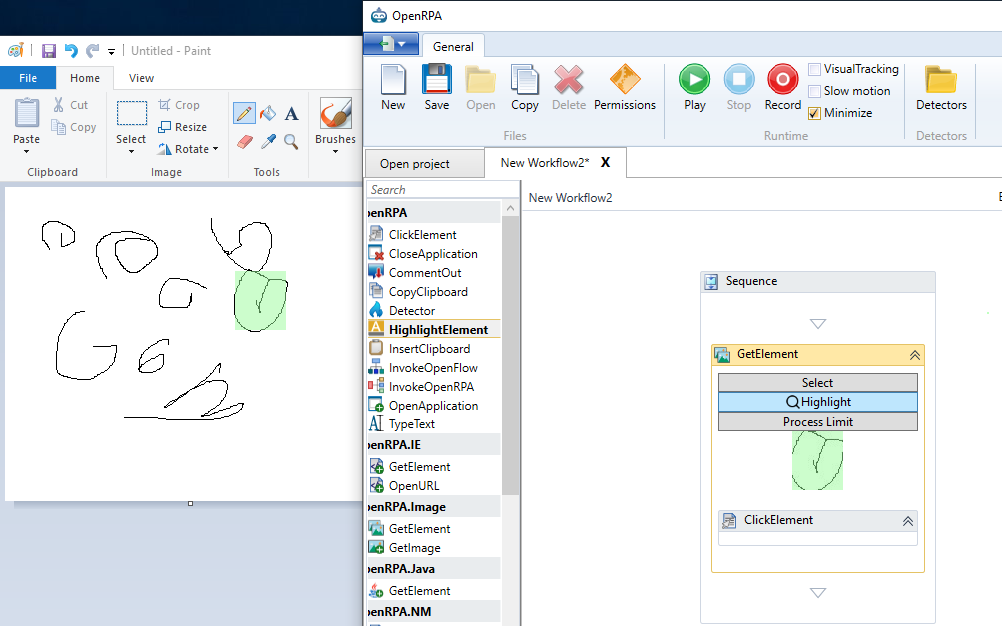 Untitled - Paint
File Home View
Paste
Cut
Copy
Clipboard
Select
Crop
Resize
Rotate
Image
A
Tools
Brushes
OpenRPA
General
New Save Open Copy Delete Permissions
Files
Play Stop Record
VisualTracking
Slow motion
Minimize
Runtime
Detectors
Detectors
Open project New Workflow2* X
Search
penRPA
ClickElement
CloseApplication
CommentOut
CopyClipboard
Detector
HighlightElement
InsertClipboard
InvokeOpenFlow
InvokeOpenRPA
OpenApplication
TypeText
penRPA.IE
GetElement
OpenURL
penRPA.Image
GetElement
GetImage
penRPA.Java
GetElement
penRPA.NM
New Workflow2
Sequence
GetElement
Select
Highlight
Process Limit
ClickElement